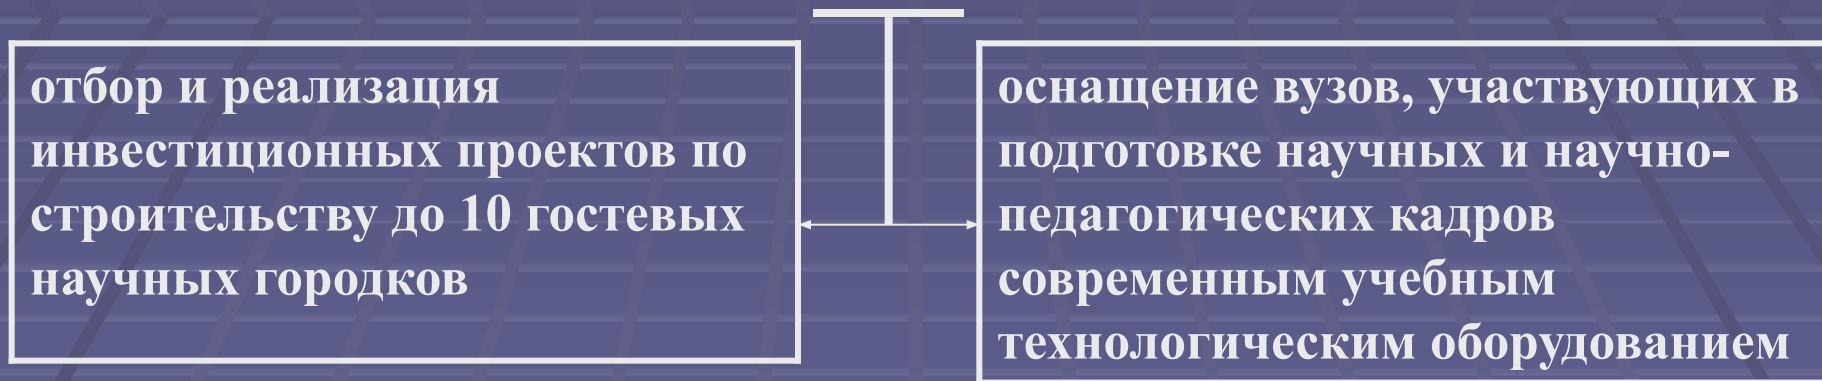 отбор и реализация
инвестиционных проектов по
строительству до 10 гостевых
научных городков
оснащение вузов, участвующих в
подготовке научных и научно-
педагогических кадров
современным учебным
технологическим оборудованием